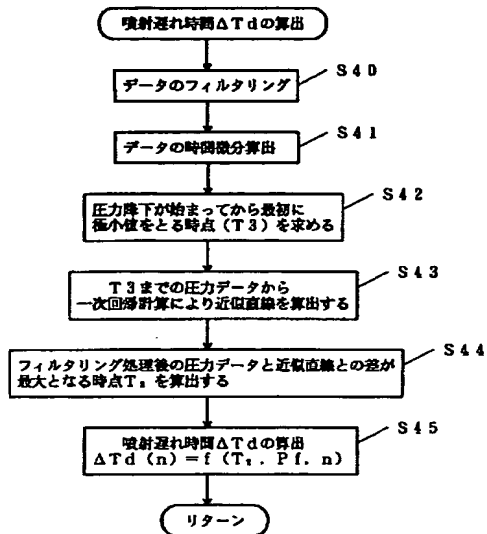 噴射遅れ時間ΔTdの算出
S40
データのフィルタリング
S41
データの時間微分算出
S42
圧力降下が始まってから最初に
極小値をとる時点(T3)を求める
S43
T3までの圧力データから
一次回帰計算により近似直線を算出する
S44
フィルタリング処理後の圧力データと近似直線との差が
最大となる時点T₂を算出する
S45
噴射遅れ時間ΔTdの算出
ΔTd(n)=f(T₂.Pf.n)
リターン